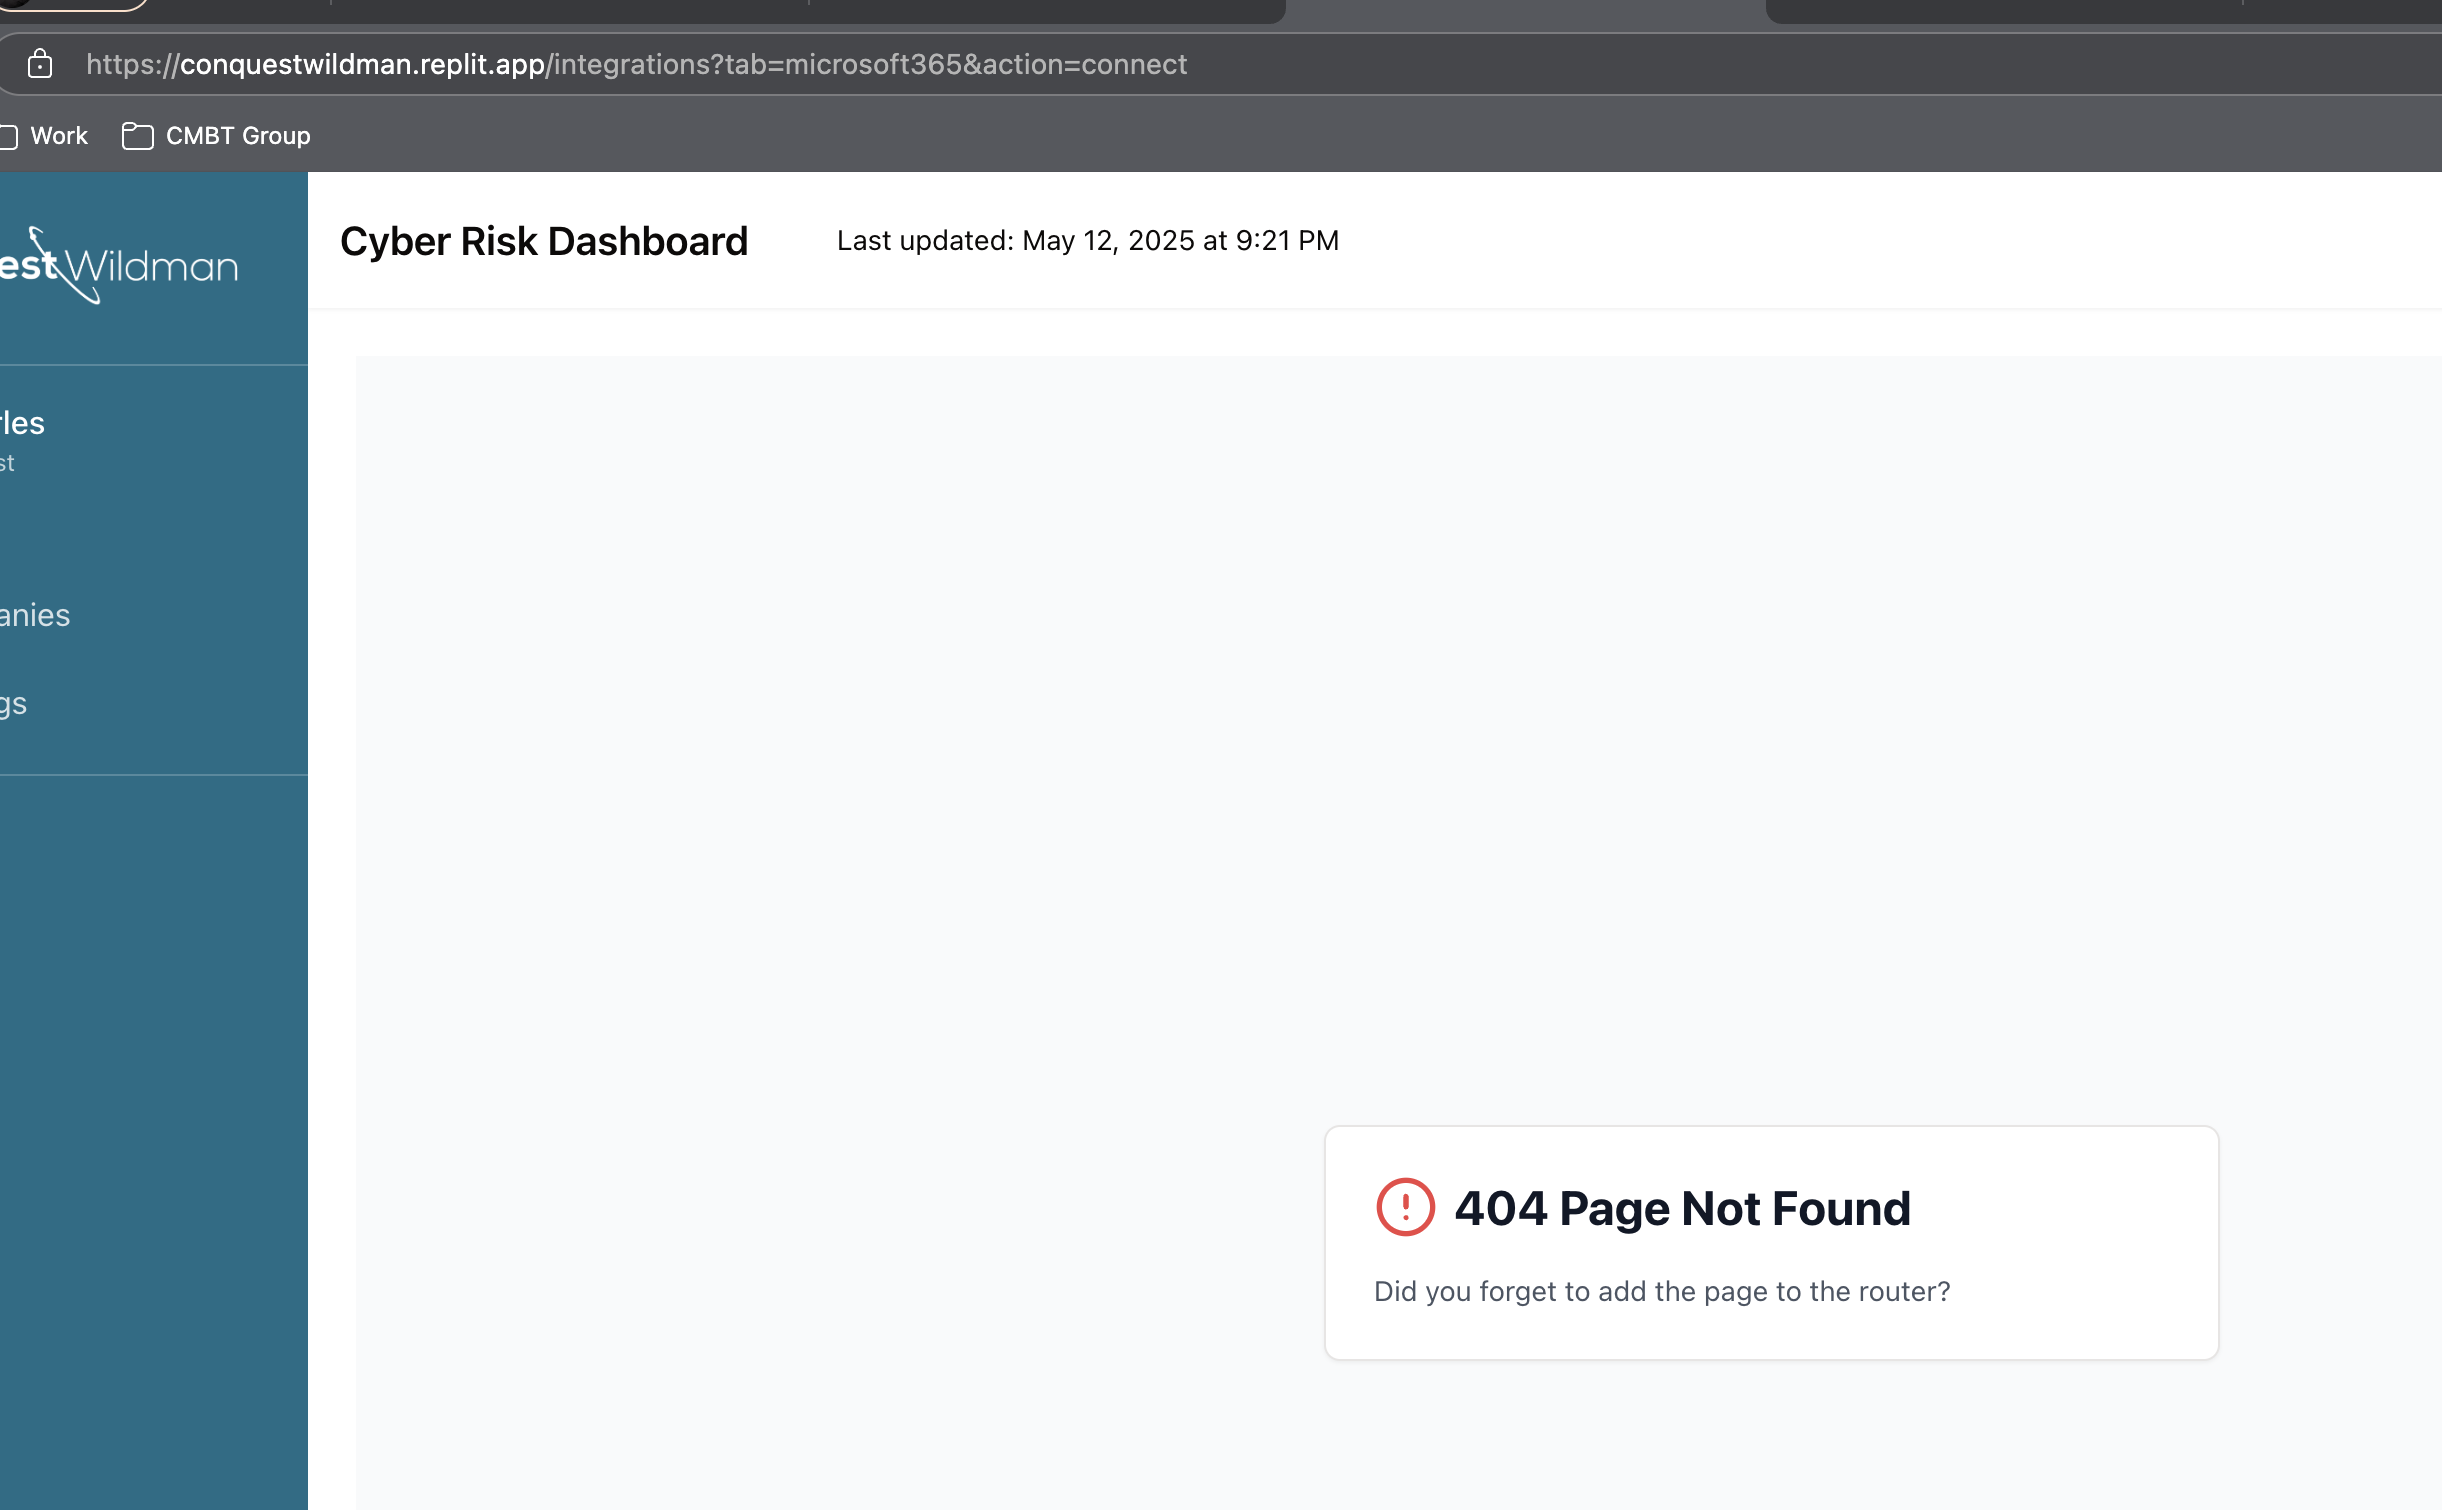 https://conquestwildman.replit.app/integrations?tab=microsoft365&action=connect
Work
CMBT Group
estWildman
Cyber Risk Dashboard
Last updated: May 12, 2025 at 9:21 PM
rles
st
anies
gs
404 Page Not Found
Did you forget to add the page to the router?